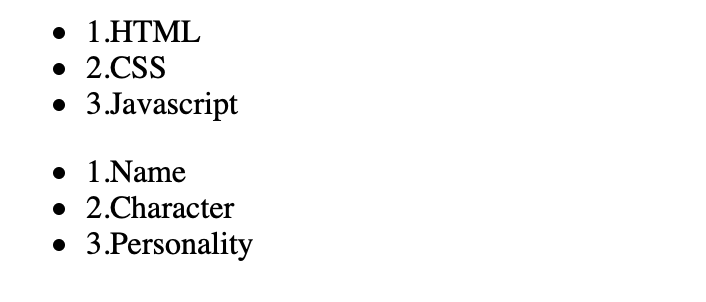 • 1.HTML
• 2.CSS
• 3.Javascript
• 1.Name
• 2.Character
• 3.Personality